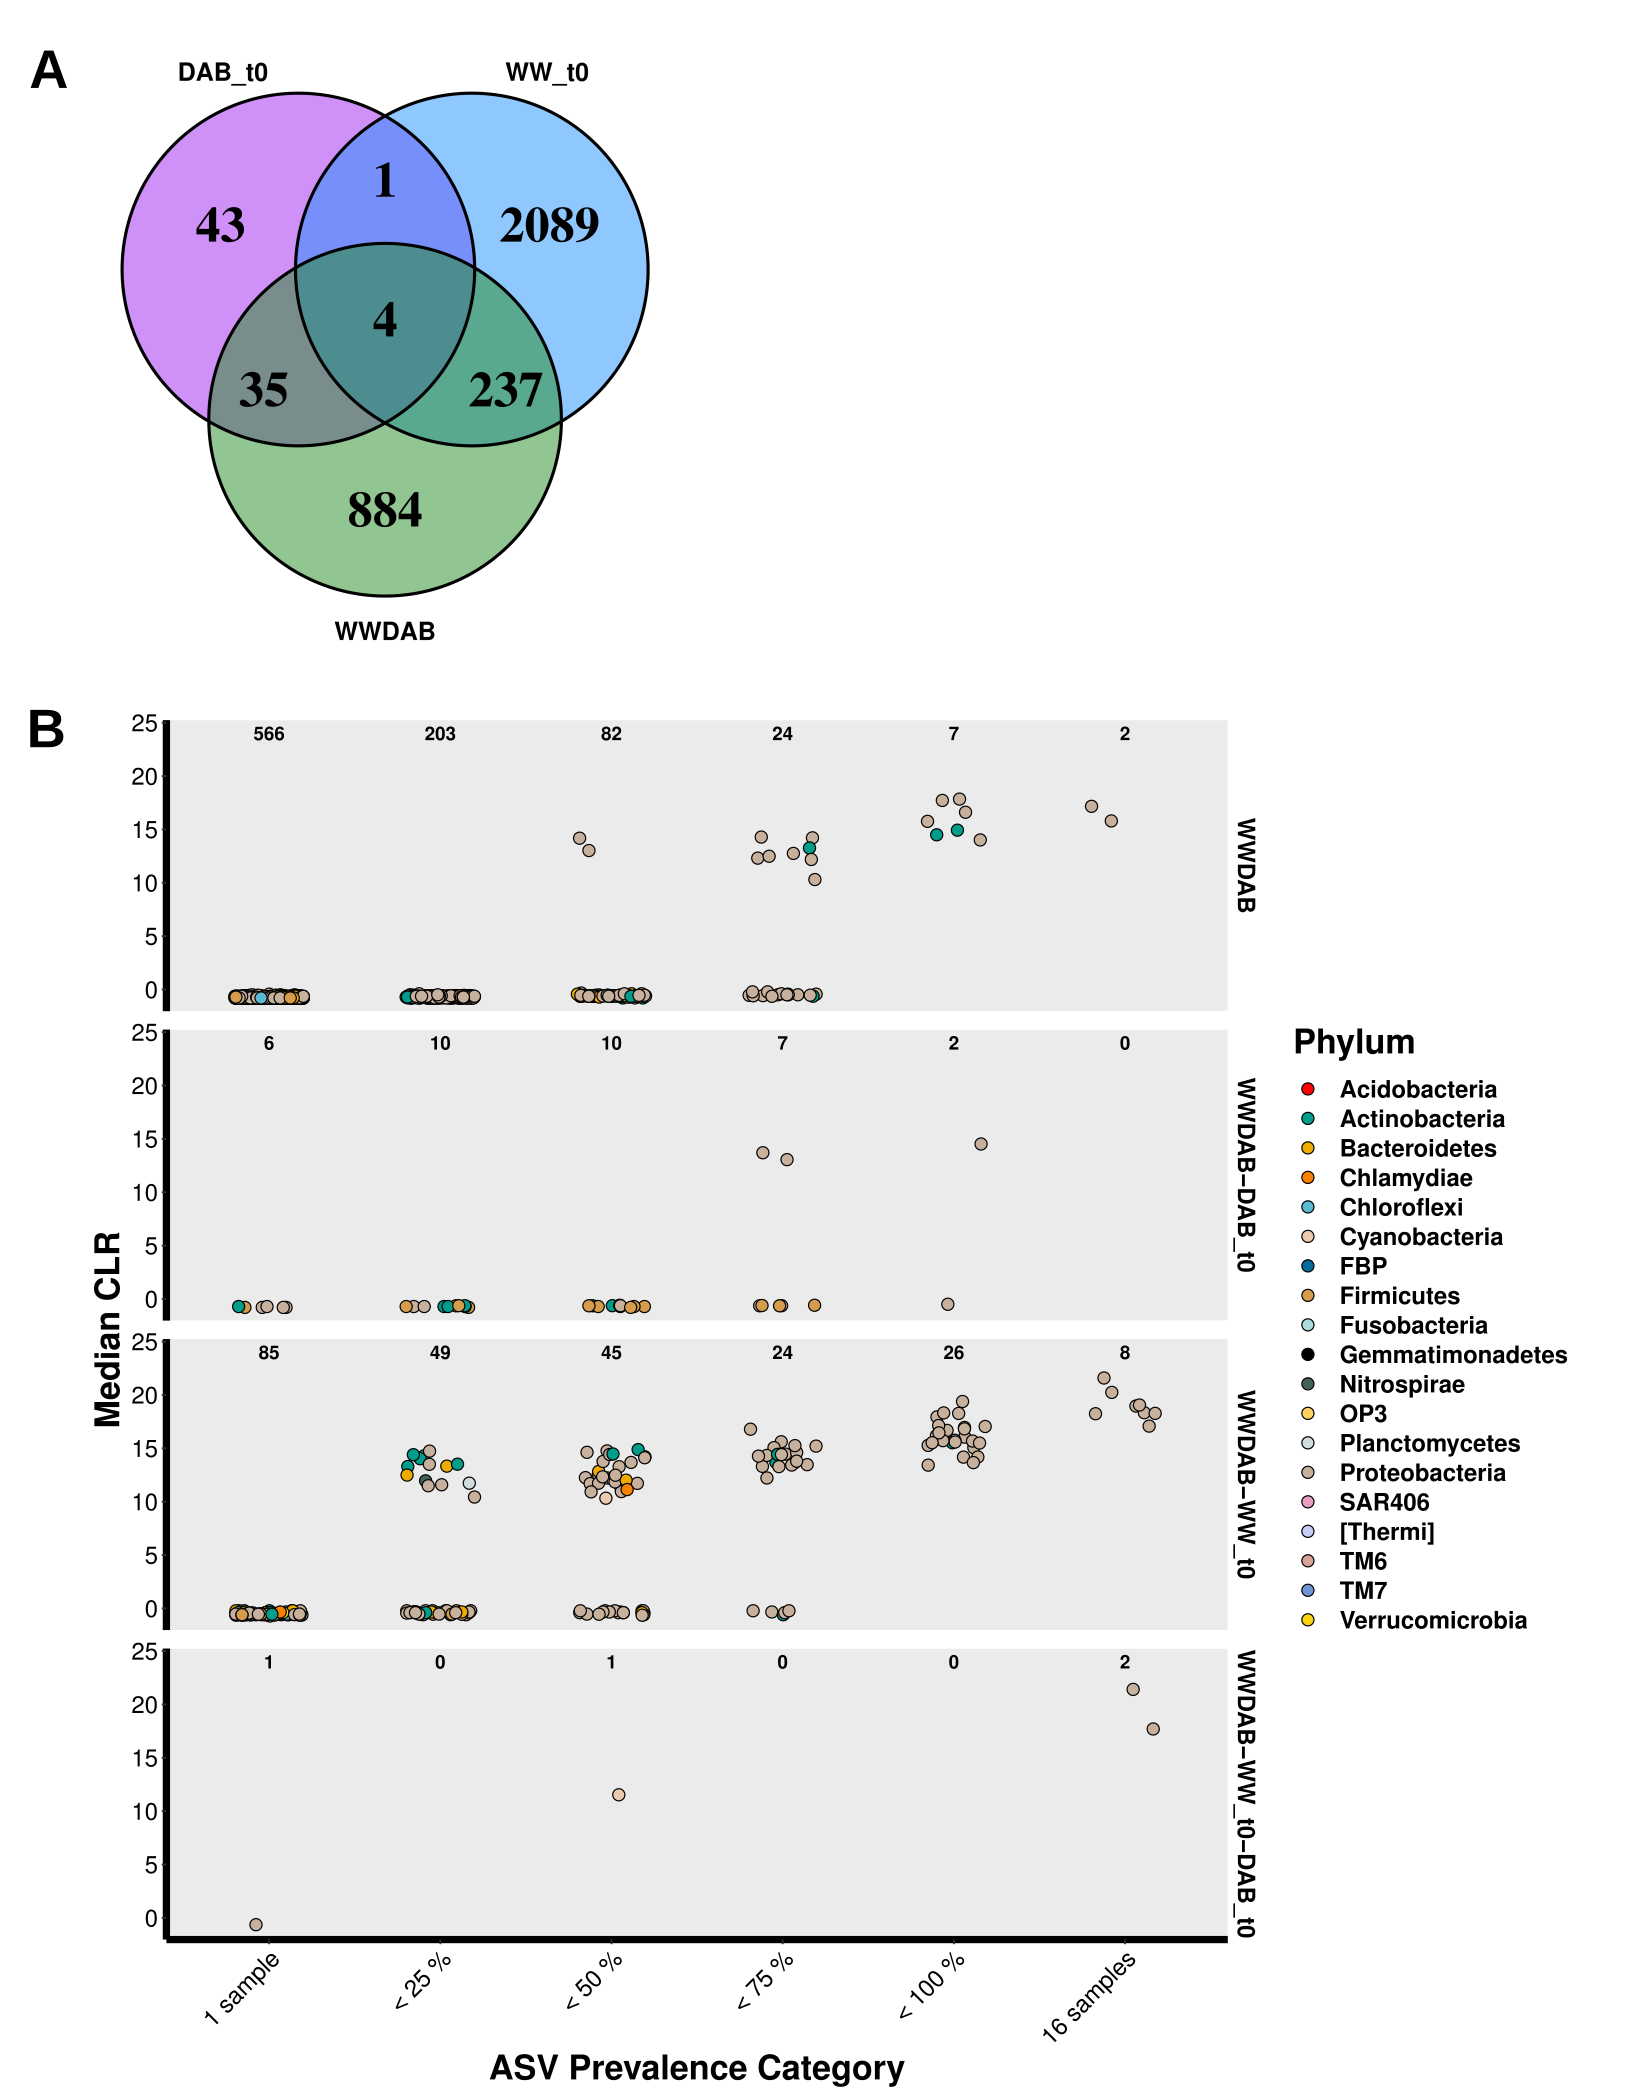 A
DAB_t0 WW_t0
1
43 2089
4
35 237
884
WWDAB
B
Median CLR
25 566 203 82 24 7 2
20
15
10
5
0
WWDAB
25 6 10 10 7 2 0
20
15
10
5
0
WWDAB−DAB_t0
25 85 49 45 24 26 8
20
15
10
5
0
WWDAB−WW_t0
25 1 0 1 0 0 2
20
15
10
5
0
WWDAB−WW_t0−DAB_t0
1 sample < 25 % < 50 % < 75 % < 100 % 16 samples
ASV Prevalence Category
Phylum
Acidobacteria
Actinobacteria
Bacteroidetes
Chlamydiae
Chloroflexi
Cyanobacteria
FBP
Firmicutes
Fusobacteria
Gemmatimonadetes
Nitrospirae
OP3
Planctomycetes
Proteobacteria
SAR406
[Thermi]
TM6
TM7
Verrucomicrobia